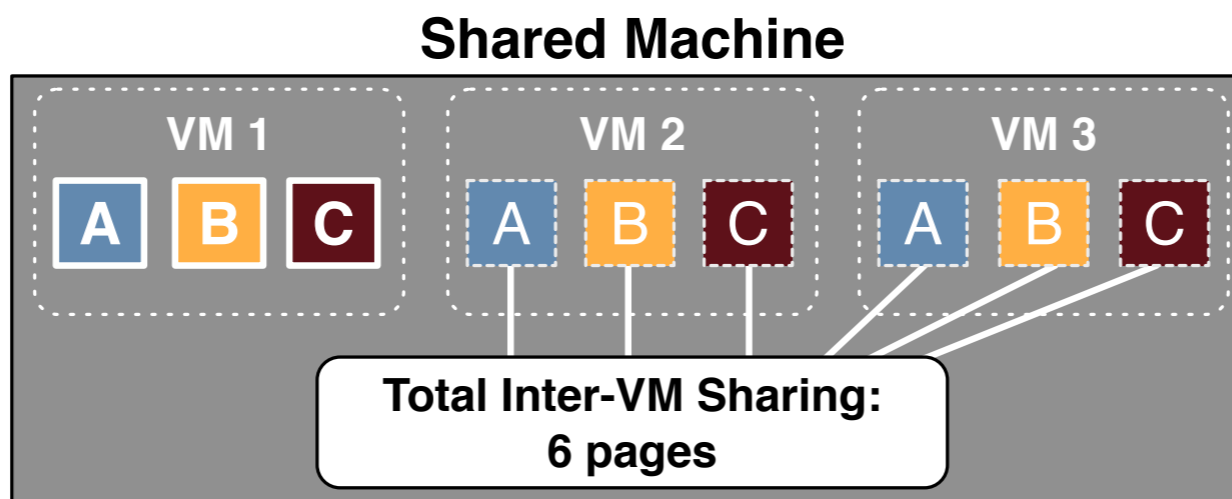 Shared Machine
VM 1
VM 2
VM 3
A B C
A B C
A B C
Total Inter-VM Sharing:
6 pages